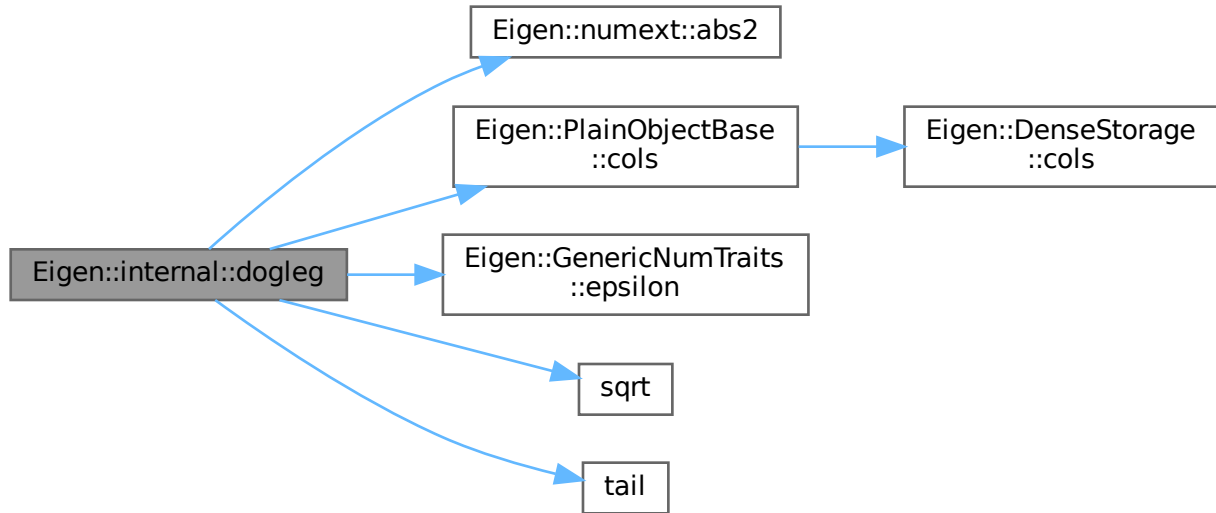 Eigen::numext::abs2
Eigen::PlainObjectBase
::cols
Eigen::DenseStorage
::cols
Eigen::internal::dogleg
Eigen::GenericNumTraits
::epsilon
sqrt
tail